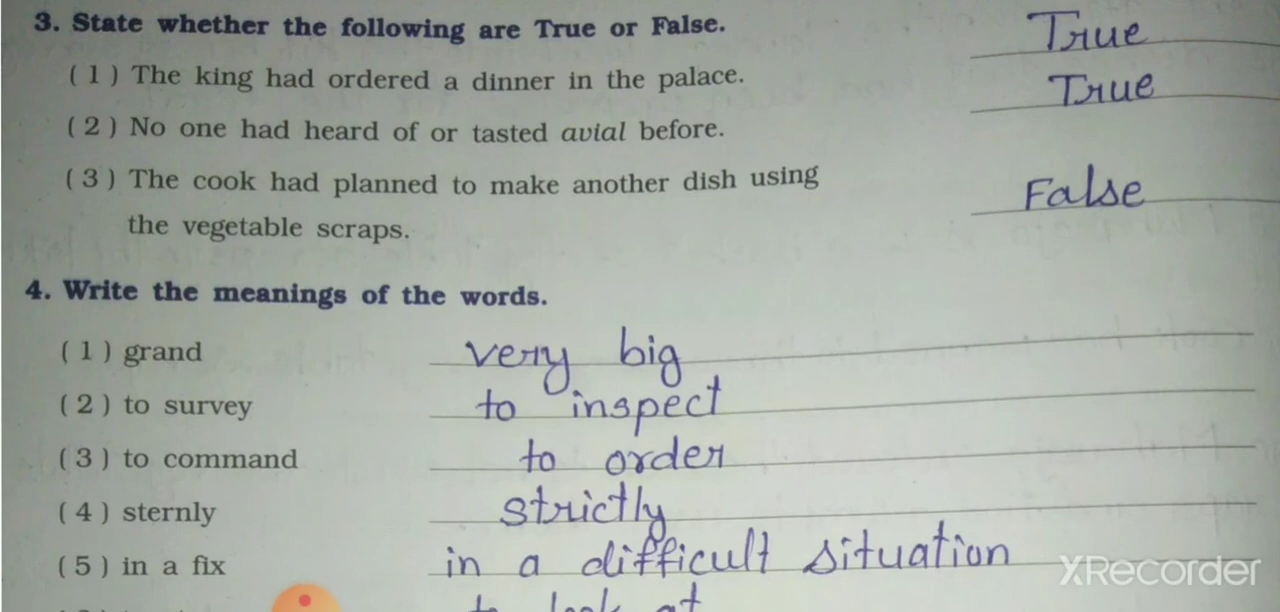 3. State whether the following are True or False.
True
( 1 ) The king had ordered a dinner in the palace.
True
( 2 ) No one had heard of or tasted avial before.
( 3 ) The cook had planned to make another dish using
the vegetable scraps.
False
4. Write the meanings of the words.
( 1 ) grand very big
( 2 ) to survey to inspect
( 3 ) to command to order
( 4 ) sternly strictly
( 5 ) in a fix in a difficult situation
XRecorder
to look at